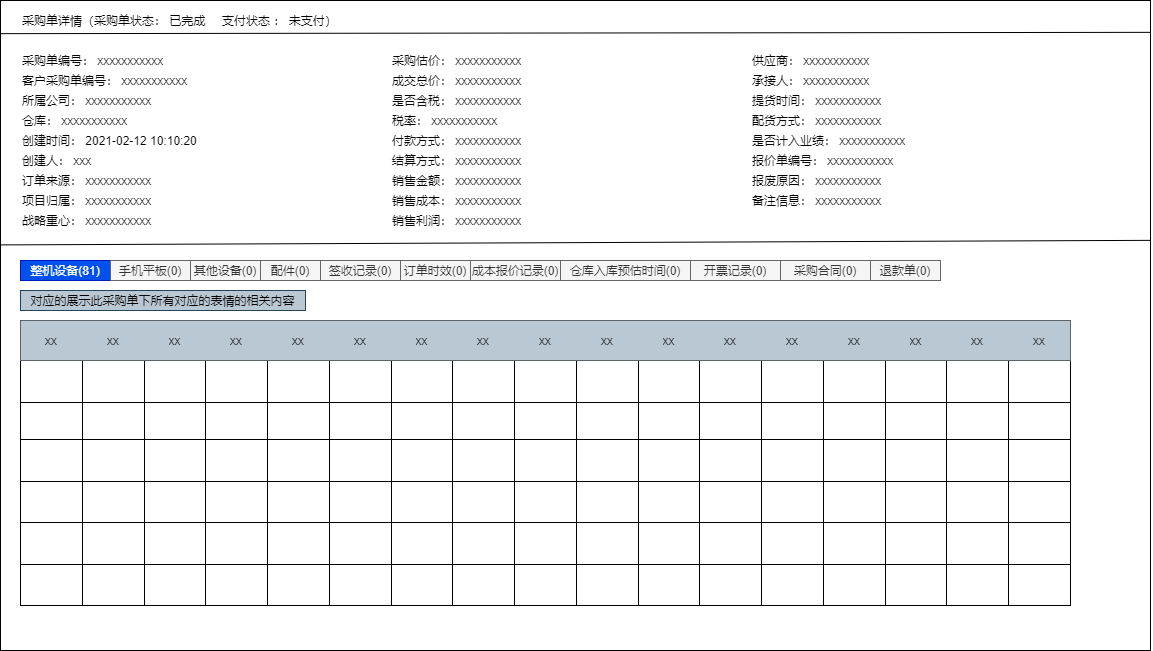 采购单详情（采购单状态： 已完成 支付状态： 未支付）
采购单编号： xxxxxxxxxxx 采购估价： xxxxxxxxxxx 供应商： xxxxxxxxxxx
客户采购单编号： xxxxxxxxxxx 成交总价： xxxxxxxxxxx 承接人： xxxxxxxxxxx
所属公司： xxxxxxxxxxx 是否含税： xxxxxxxxxxx 提货时间： xxxxxxxxxxx
仓库： xxxxxxxxxxx 税率： xxxxxxxxxxx 配货方式： xxxxxxxxxxx
创建时间： 2021-02-12 10:10:20 付款方式： xxxxxxxxxxx 是否计入业绩： xxxxxxxxxxx
创建人： xxx 结算方式： xxxxxxxxxxx 报价单编号： xxxxxxxxxxx
订单来源： xxxxxxxxxxx 销售金额： xxxxxxxxxxx 报废原因： xxxxxxxxxxx
项目归属： xxxxxxxxxxx 销售成本： xxxxxxxxxxx 备注信息： xxxxxxxxxxx
战略重心： xxxxxxxxxxx 销售利润： xxxxxxxxxxx
整机设备(81) 手机平板(0) 其他设备(0) 配件(0) 签收记录(0) 订单时效(0) 成本报价记录(0) 仓库入库预估时间(0) 开票记录(0) 采购合同(0) 退款单(0)
对应的展示此采购单下所有对应的表情的相关内容
xx xx xx xx xx xx xx xx xx xx xx xx xx xx xx xx xx